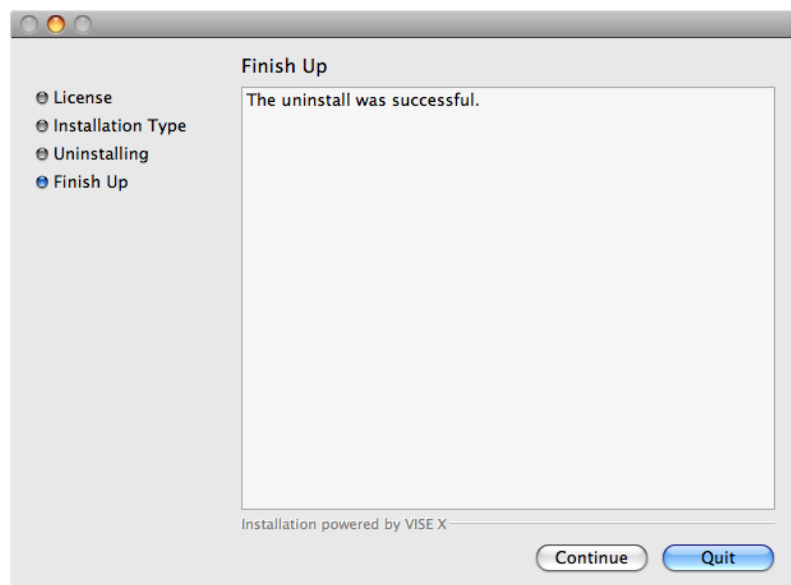 Finish Up
License
Installation Type
Uninstalling
Finish Up
The uninstall was successful.
Installation powered by VISE X
Continue
Quit